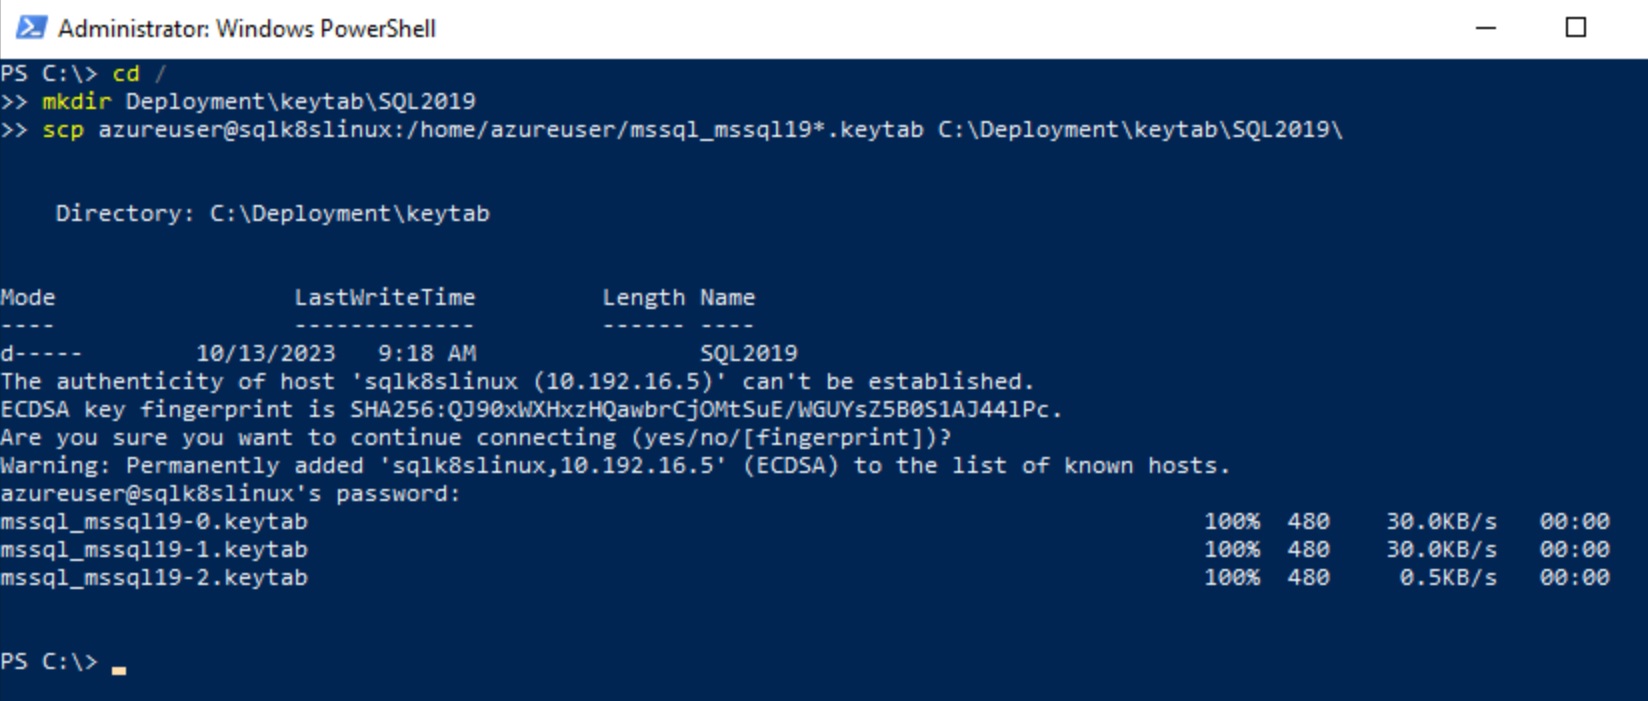 Administrator: Windows PowerShell
PS C:\> cd /
>> mkdir Deployment\keytab\SQL2019
>> scp azureuser@sqlk8slinux:/home/azureuser/mssql_mssql19*.keytab C:\Deployment\keytab\SQL2019\
Directory: C:\Deployment\keytab
Mode                 LastWriteTime         Length Name
----                 -------------         ------ ----
d-----        10/13/2023   9:18 AM                SQL2019
The authenticity of host 'sqlk8slinux (10.192.16.5)' can't be established.
ECDSA key fingerprint is SHA256:QJ90xWXHxzHQawbrCjOMtSuE/WGUYsZ5B0S1AJ44lPc.
Are you sure you want to continue connecting (yes/no/[fingerprint])?
Warning: Permanently added 'sqlk8slinux,10.192.16.5' (ECDSA) to the list of known hosts.
azureuser@sqlk8slinux's password:
mssql_mssql19-0.keytab 100% 480 30.0KB/s 00:00
mssql_mssql19-1.keytab 100% 480 30.0KB/s 00:00
mssql_mssql19-2.keytab 100% 480 0.5KB/s 00:00
PS C:\>